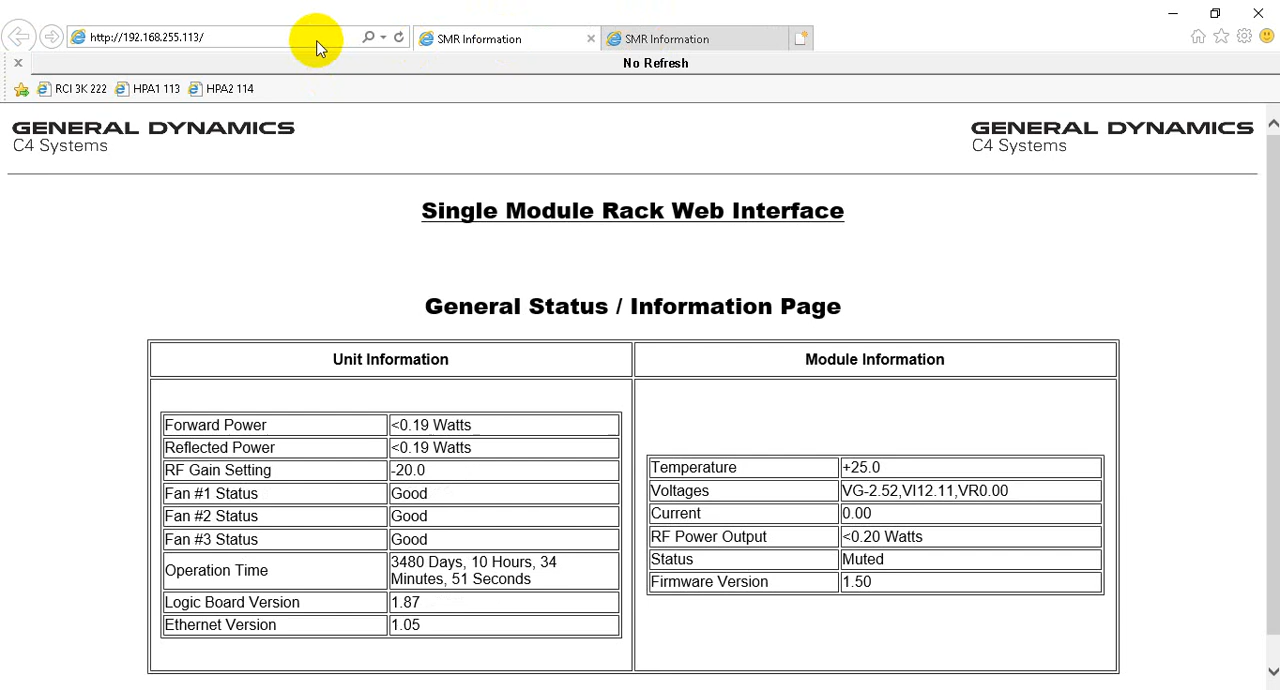 http://192.168.255.113/
SMR Information
SMR Information
No Refresh
RCI 3K 222
HPA1 113
HPA2 114
GENERAL DYNAMICS
C4 Systems
GENERAL DYNAMICS
C4 Systems
Single Module Rack Web Interface
General Status / Information Page
Unit Information
Module Information
Forward Power <0.19 Watts
Reflected Power <0.19 Watts
RF Gain Setting -20.0
Fan #1 Status Good
Fan #2 Status Good
Fan #3 Status Good
Operation Time 3480 Days, 10 Hours, 34
Minutes, 51 Seconds
Logic Board Version 1.87
Ethernet Version 1.05
Temperature +25.0
Voltages VG-2.52,VI12.11,VR0.00
Current 0.00
RF Power Output <0.20 Watts
Status Muted
Firmware Version 1.50